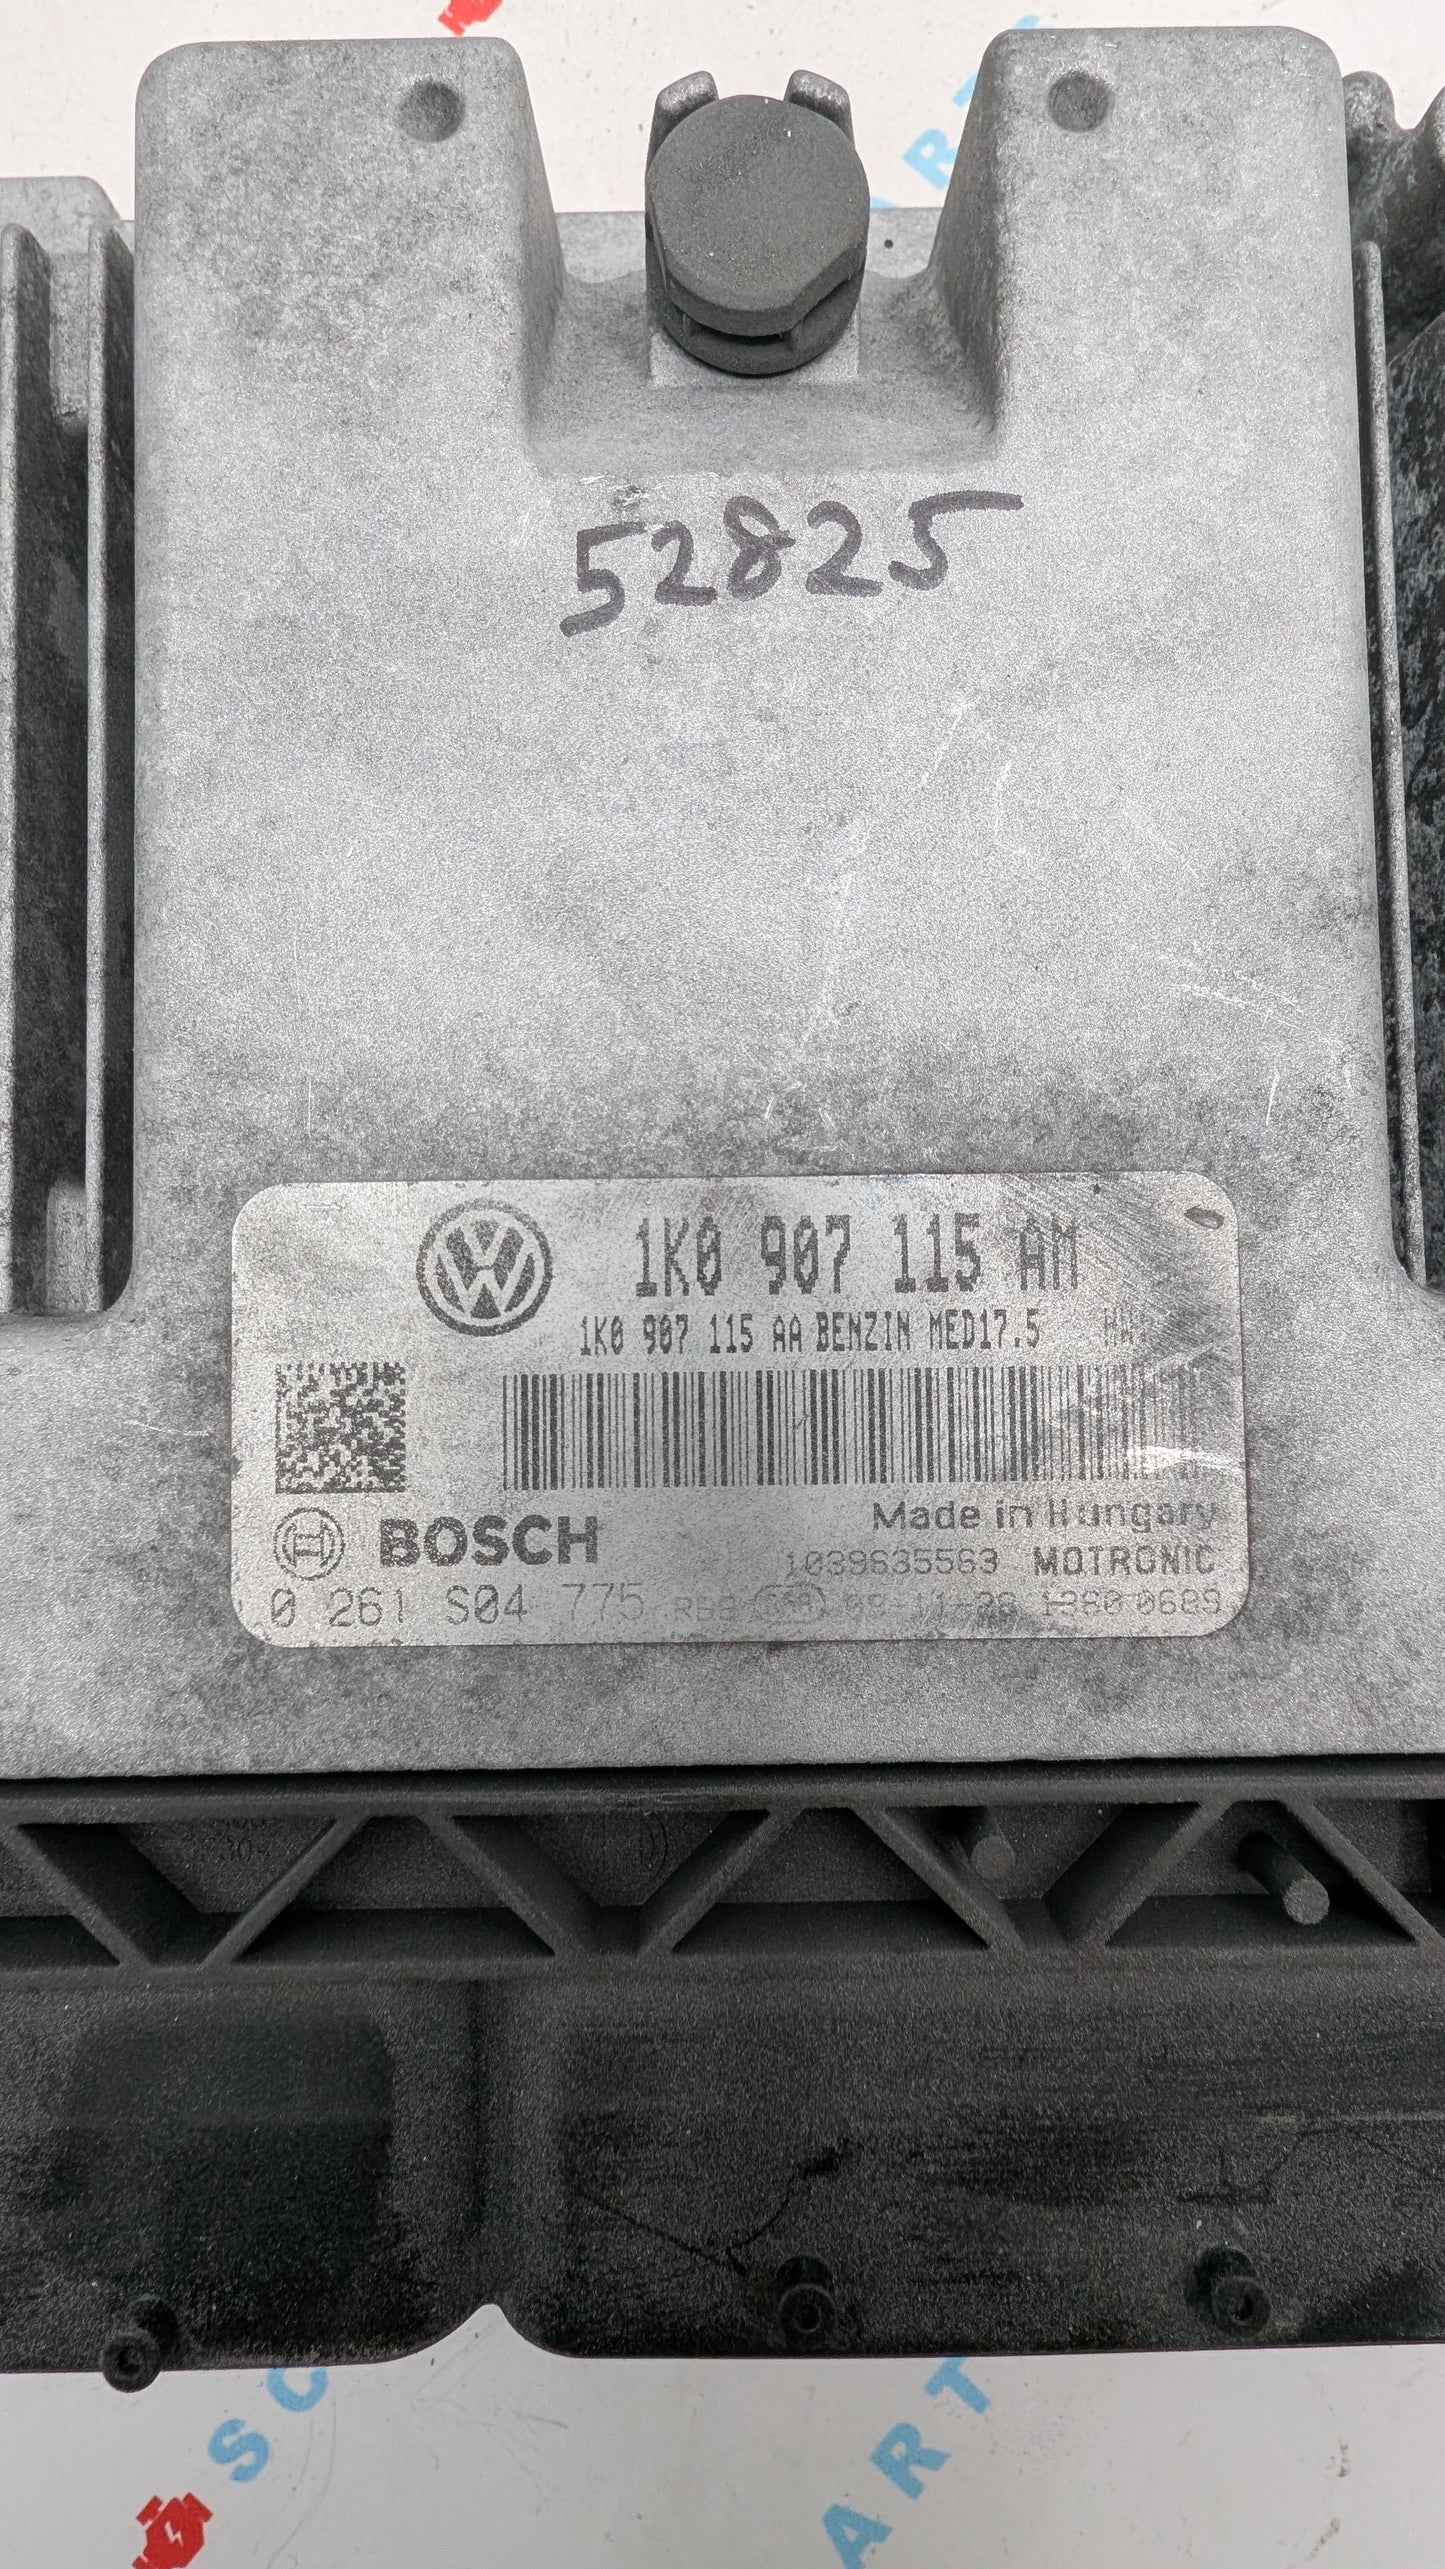 52825
1K0 907 115 AM
1K0 907 115 AA BENZIN MED17.5
BOSCH
Made in Hungary
1039S35563 MOTRONIC
0 261 S04 775
S C
A R T